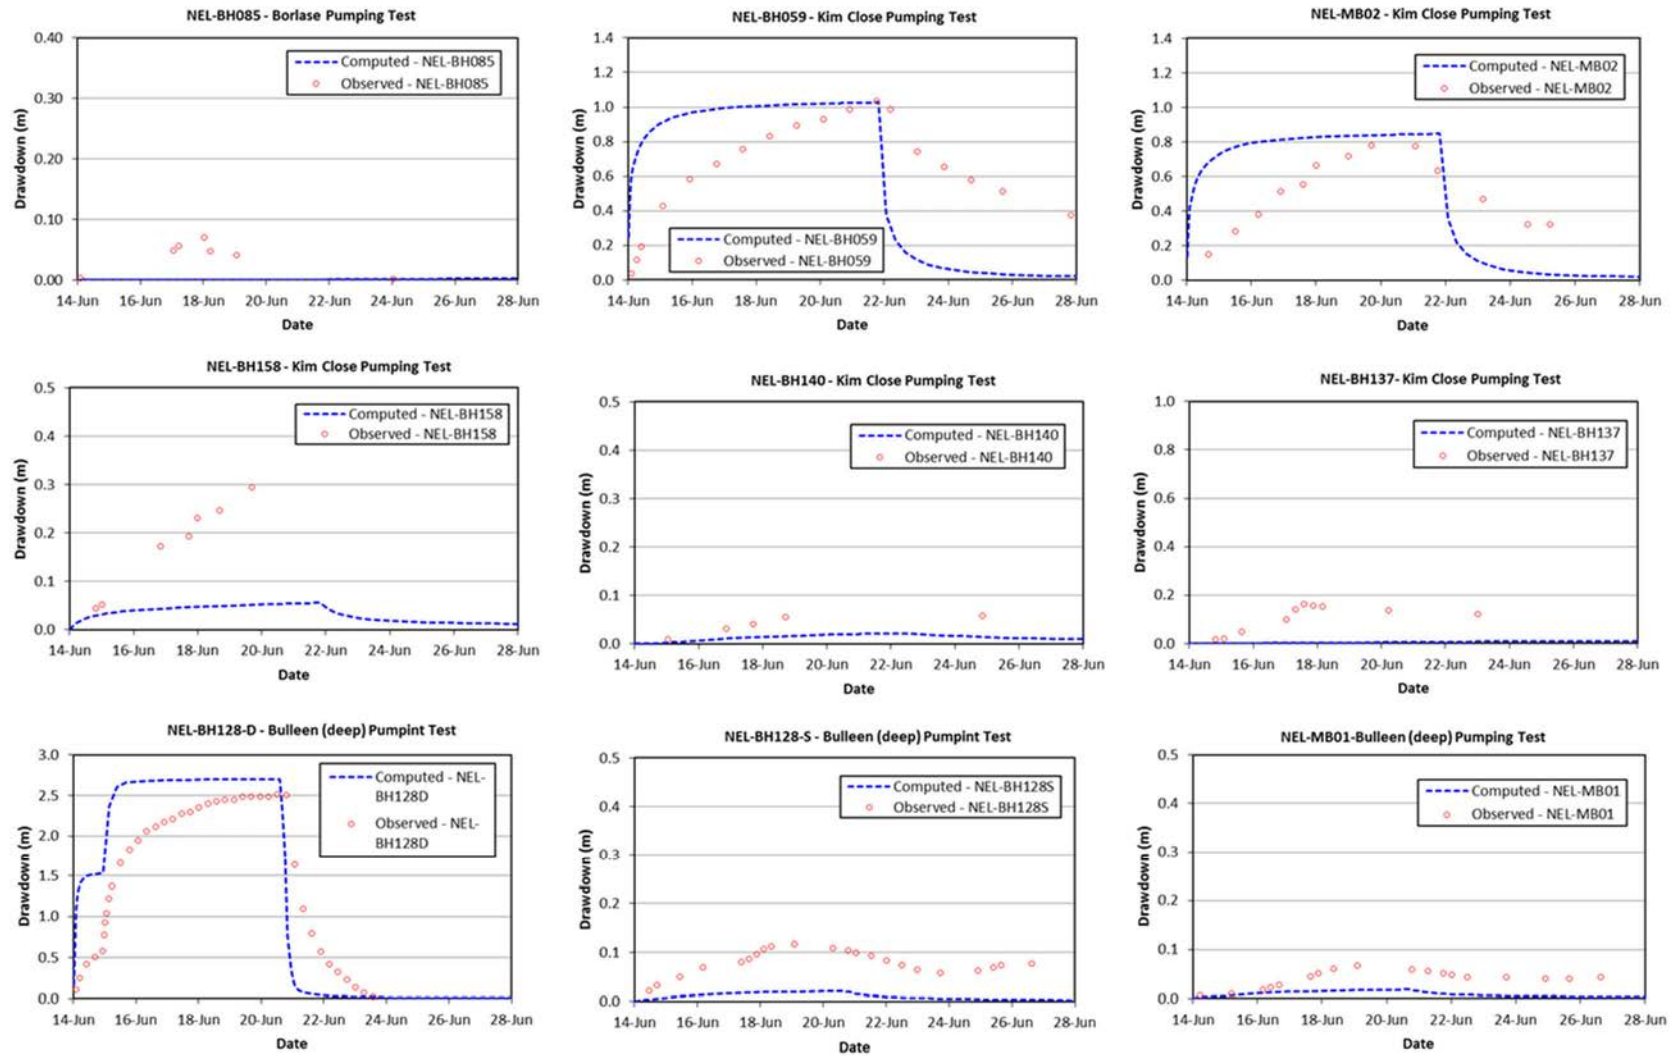 NEL-BH085 - Borlase Pumping Test
0.40
0.30
0.20
0.10
0.00
Drawdown (m)
Computed - NEL-BH085
Observed - NEL-BH085
14-Jun 16-Jun 18-Jun 20-Jun 22-Jun 24-Jun 26-Jun 28-Jun
Date
NEL-BH059 - Kim Close Pumping Test
1.4
1.2
1.0
0.8
0.6
0.4
0.2
0.0
Drawdown (m)
Computed - NEL-BH059
Observed - NEL-BH059
14-Jun 16-Jun 18-Jun 20-Jun 22-Jun 24-Jun 26-Jun 28-Jun
Date
NEL-MB02 - Kim Close Pumping Test
1.4
1.2
1.0
0.8
0.6
0.4
0.2
0.0
Drawdown (m)
Computed - NEL-MB02
Observed - NEL-MB02
14-Jun 16-Jun 18-Jun 20-Jun 22-Jun 24-Jun 26-Jun 28-Jun
Date
NEL-BH158 - Kim Close Pumping Test
0.5
0.4
0.3
0.2
0.1
0.0
Drawdown (m)
Computed - NEL-BH158
Observed - NEL-BH158
14-Jun 16-Jun 18-Jun 20-Jun 22-Jun 24-Jun 26-Jun 28-Jun
Date
NEL-BH140 - Kim Close Pumping Test
0.5
0.4
0.3
0.2
0.1
0.0
Drawdown (m)
Computed - NEL-BH140
Observed - NEL-BH140
14-Jun 16-Jun 18-Jun 20-Jun 22-Jun 24-Jun 26-Jun 28-Jun
Date
NEL-BH137- Kim Close Pumping Test
1.0
0.8
0.6
0.4
0.2
0.0
Drawdown (m)
Computed - NEL-BH137
Observed - NEL-BH137
14-Jun 16-Jun 18-Jun 20-Jun 22-Jun 24-Jun 26-Jun 28-Jun
Date
NEL-BH128-D - Bulleen (deep) Pumpint Test
3.0
2.5
2.0
1.5
1.0
0.5
0.0
Drawdown (m)
Computed - NEL-
BH128D
Observed - NEL-
BH128D
14-Jun 16-Jun 18-Jun 20-Jun 22-Jun 24-Jun 26-Jun 28-Jun
Date
NEL-BH128-S - Bulleen (deep) Pumpint Test
0.5
0.4
0.3
0.2
0.1
0.0
Drawdown (m)
Computed - NEL-BH128S
Observed - NEL-BH128S
14-Jun 16-Jun 18-Jun 20-Jun 22-Jun 24-Jun 26-Jun 28-Jun
Date
NEL-MB01-Bulleen (deep) Pumping Test
0.5
0.4
0.3
0.2
0.1
0.0
Drawdown (m)
Computed - NEL-MB01
Observed - NEL-MB01
14-Jun 16-Jun 18-Jun 20-Jun 22-Jun 24-Jun 26-Jun 28-Jun
Date